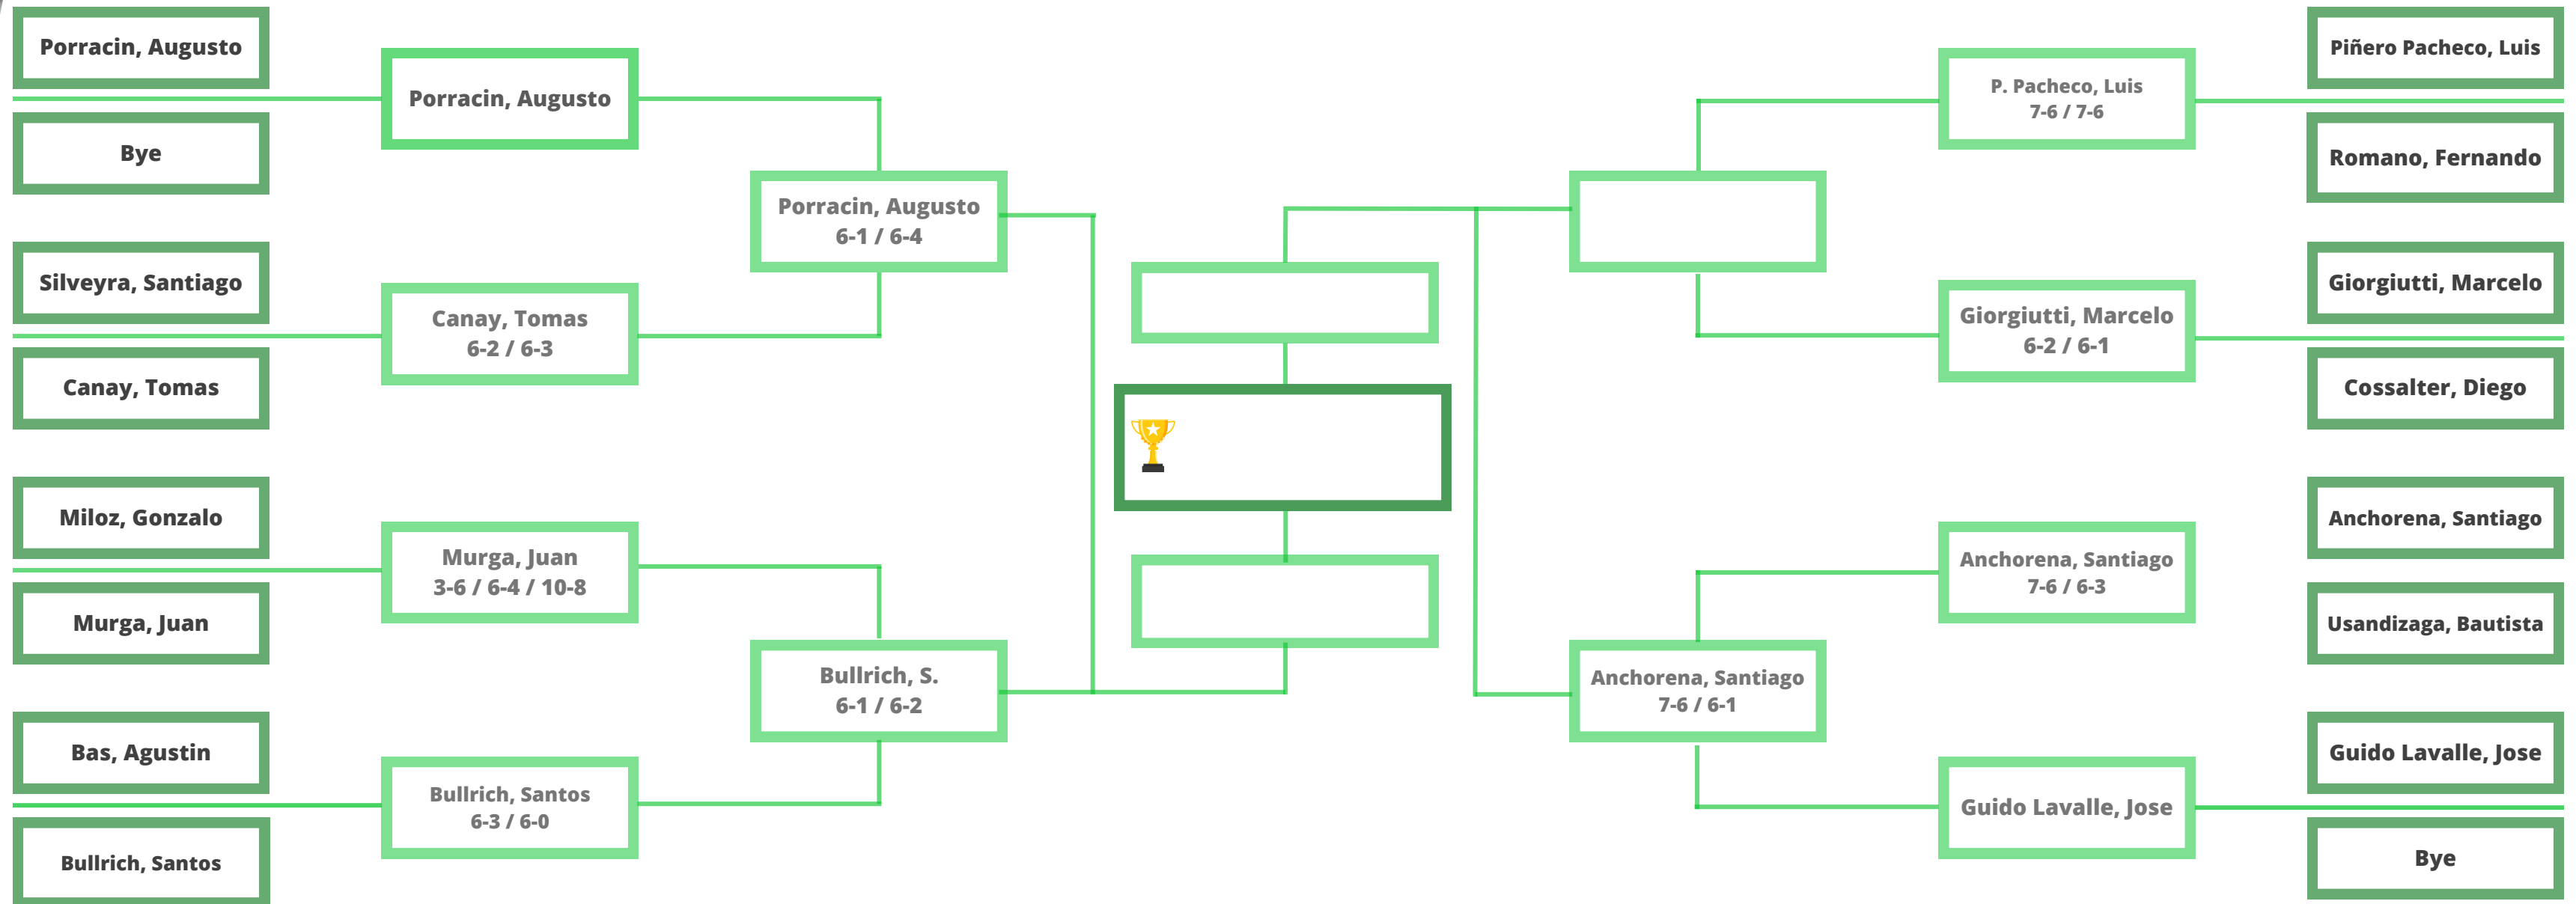 Porracin, Augusto
Bye
Silveyra, Santiago
Canay, Tomas
Miloz, Gonzalo
Murga, Juan
Bas, Agustin
Bullrich, Santos
Porracin, Augusto
Canay, Tomas
6-2 / 6-3
Murga, Juan
3-6 / 6-4 / 10-8
Bullrich, Santos
6-3 / 6-0
Porracin, Augusto
6-1 / 6-4
Bullrich, S.
6-1 / 6-2
Anchorena, Santiago
7-6 / 6-1
P. Pacheco, Luis
7-6 / 7-6
Giorgiutti, Marcelo
6-2 / 6-1
Anchorena, Santiago
7-6 / 6-3
Guido Lavalle, Jose
Piñero Pacheco, Luis
Romano, Fernando
Giorgiutti, Marcelo
Cossalter, Diego
Anchorena, Santiago
Usandizaga, Bautista
Guido Lavalle, Jose
Bye